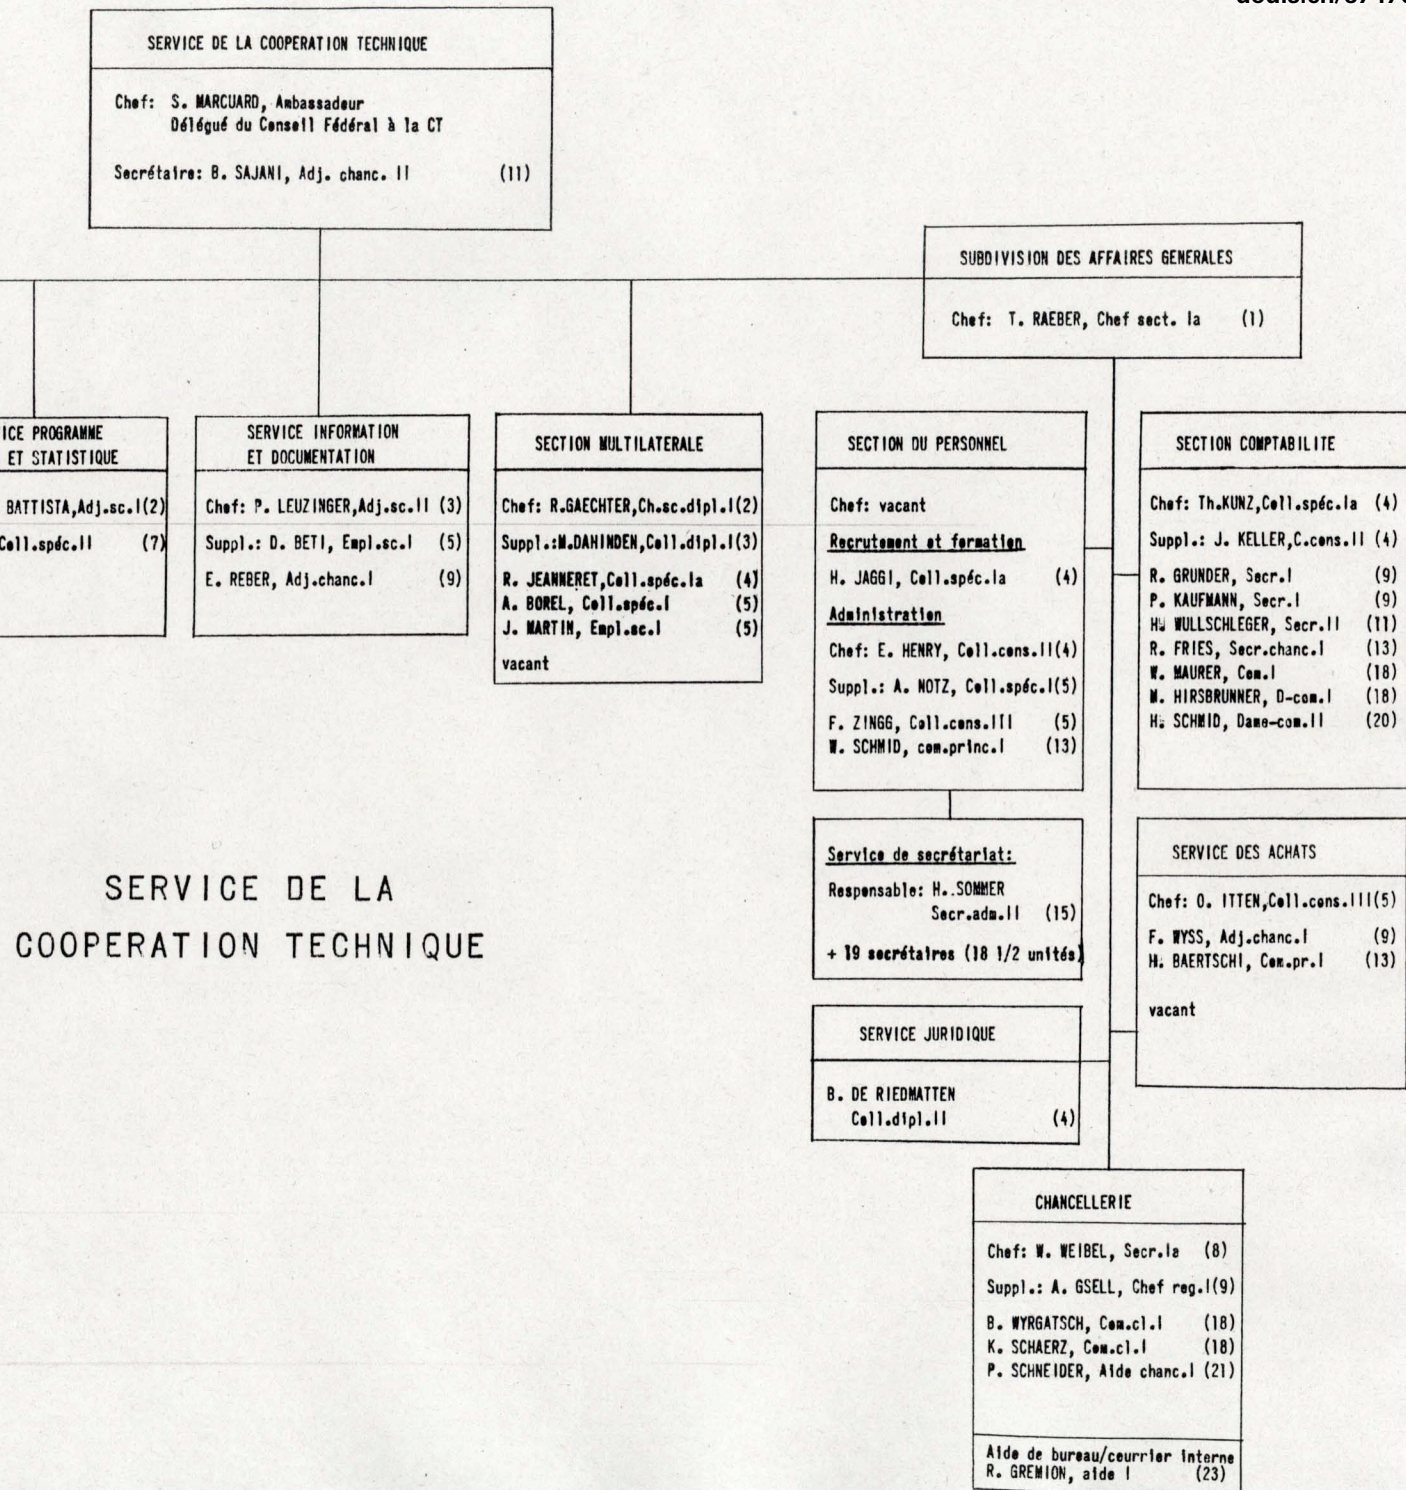 SERVICE DE LA COOPERATION TECHNIQUE
Chef: S. MARCUARD, Ambassadeur
Délégué du Conseil Fédéral à la CT
Secrétaire: B. SAJANI, Adj. chanc. II (11)
SUBDIVISION DES AFFAIRES GENERALES
Chef: T. RAEBER, Chef sect. Ia (1)
ICE PROGRAMME
ET STATISTIQUE
BATTISTA,Adj.sc.I(2)
Coll.spéc.II (7)
SERVICE INFORMATION
ET DOCUMENTATION
Chef: P. LEUZINGER,Adj.sc.II (3)
Suppl.: D. BETI, Empl.sc.I (5)
E. REBER, Adj.chanc.I (9)
SECTION MULTILATERALE
Chef: R.GAECHTER,Ch.sc.dipl.I(2)
Suppl.:M.DAHINDEN,Coll.dipl.I(3)
R. JEANNERET,Coll.spéc.Ia (4)
A. BOREL, Coll.spéc.I (5)
J. MARTIN, Empl.sc.I (5)
vacant
SECTION DU PERSONNEL
Chef: vacant
Recrutement et formation
H. JAGGI, Coll.spéc.Ia (4)
Administration
Chef: E. HENRY, Coll.cons.II(4)
Suppl.: A. NOTZ, Coll.spéc.I(5)
F. ZINGG, Coll.cons.III (5)
W. SCHMID, com.princ.I (13)
SECTION COMPTABILITE
Chef: Th.KUNZ,Coll.spéc.Ia (4)
Suppl.: J. KELLER,C.cons.II (4)
R. GRUNDER, Secr.I (9)
P. KAUFMANN, Secr.I (9)
H. WULLSCHLEGER, Secr.II (11)
R. FRIES, Secr.chanc.I (13)
W. MAURER, Com.I (18)
M. HIRSBRUNNER, D-com.I (18)
H. SCHMID, Dame-com.II (20)
Service de secrétariat:
Responsable: H. SOMMER
Secr.adm.II (15)
+ 19 secrétaires (18 1/2 unités)
SERVICE DES ACHATS
Chef: O. ITTEN,Coll.cons.III(5)
F. WYSS, Adj.chanc.I (9)
H. BAERTSCHI, Com.pr.I (13)
vacant
SERVICE DE LA
COOPERATION TECHNIQUE
SERVICE JURIDIQUE
B. DE RIEDMATTEN
Coll.dipl.II (4)
CHANCELLERIE
Chef: W. WEIBEL, Secr.Ia (8)
Suppl.: A. GSELL, Chef reg.I(9)
B. WYRGATSCH, Com.cl.I (18)
K. SCHAERZ, Com.cl.I (18)
P. SCHNEIDER, Aide chanc.I (21)
Aide de bureau/courrier interne
R. GREMION, aide I (23)